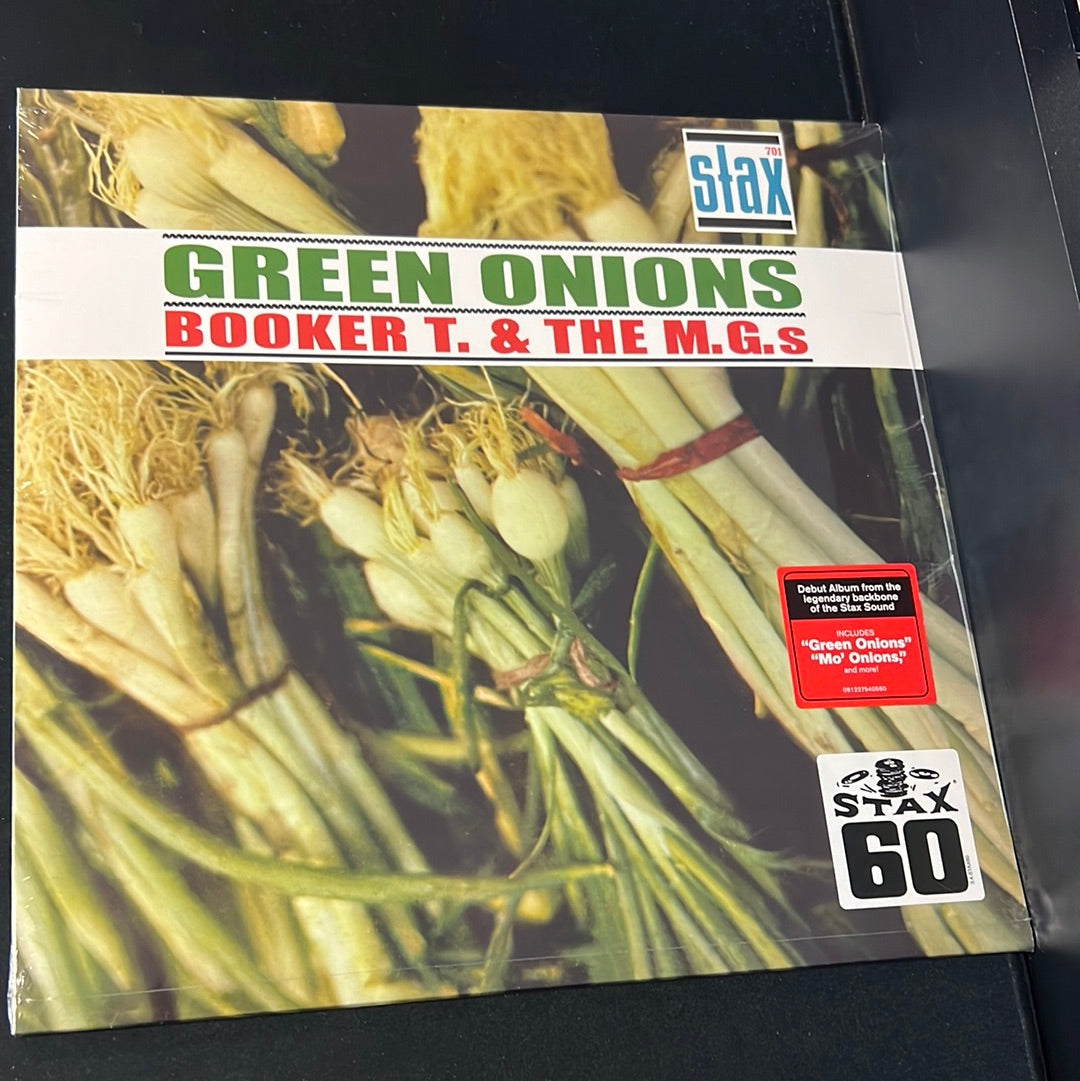 701
stax
GREEN ONIONS
BOOKER T. & THE M.G.s
Debut Album from the
legendary backbone
of the Stax Sound
INCLUDES
“Green Onions”
“Mo’ Onions,”
and more!
081227940580
STAX
60